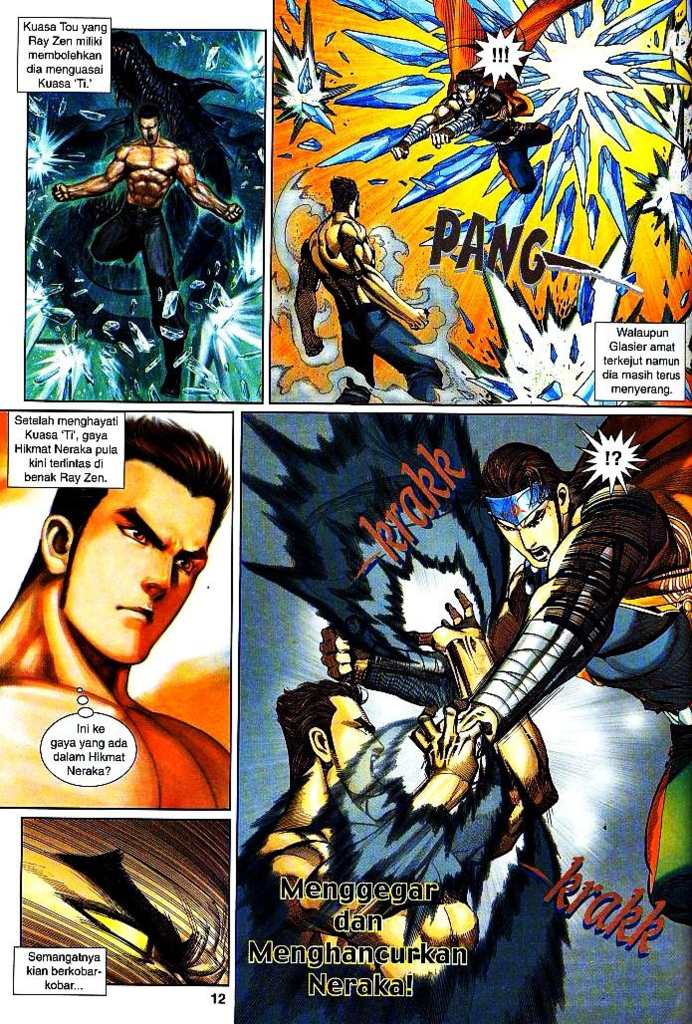 Kuasa Tou yang
Ray Zen miliki
membolehkan
dia menguasai
Kuasa 'Ti.'
!!!
PANG
Walaupun
Glasier amat
terkejut namun
dia masih terus
menyerang.
Setelah menghayati
Kuasa 'Ti', gaya
Hikmat Neraka pula
kini terlintas di
benak Ray Zen.
Ini ke
gaya yang ada
dalam Hikmat
Neraka?
Semangatnya
kian berkobar-
kobar...
krakk
!?
krakk
Menggegar
dan
Menghancurkan
Neraka!
12